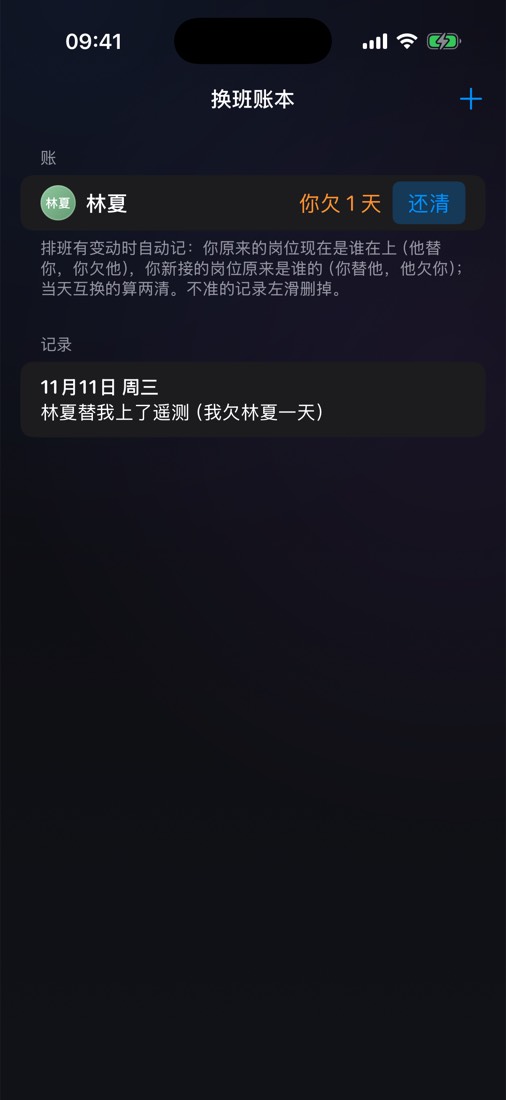 09:41
换班账本
账
林夏 林夏 你欠 1 天 还清
排班有变动时自动记：你原来的岗位现在是谁在上（他替
你，你欠他），你新接的岗位原来是谁的（你替他，他欠你）；
当天互换的算两清。不准的记录左滑删掉。
记录
11月11日 周三
林夏替我上了遥测（我欠林夏一天）